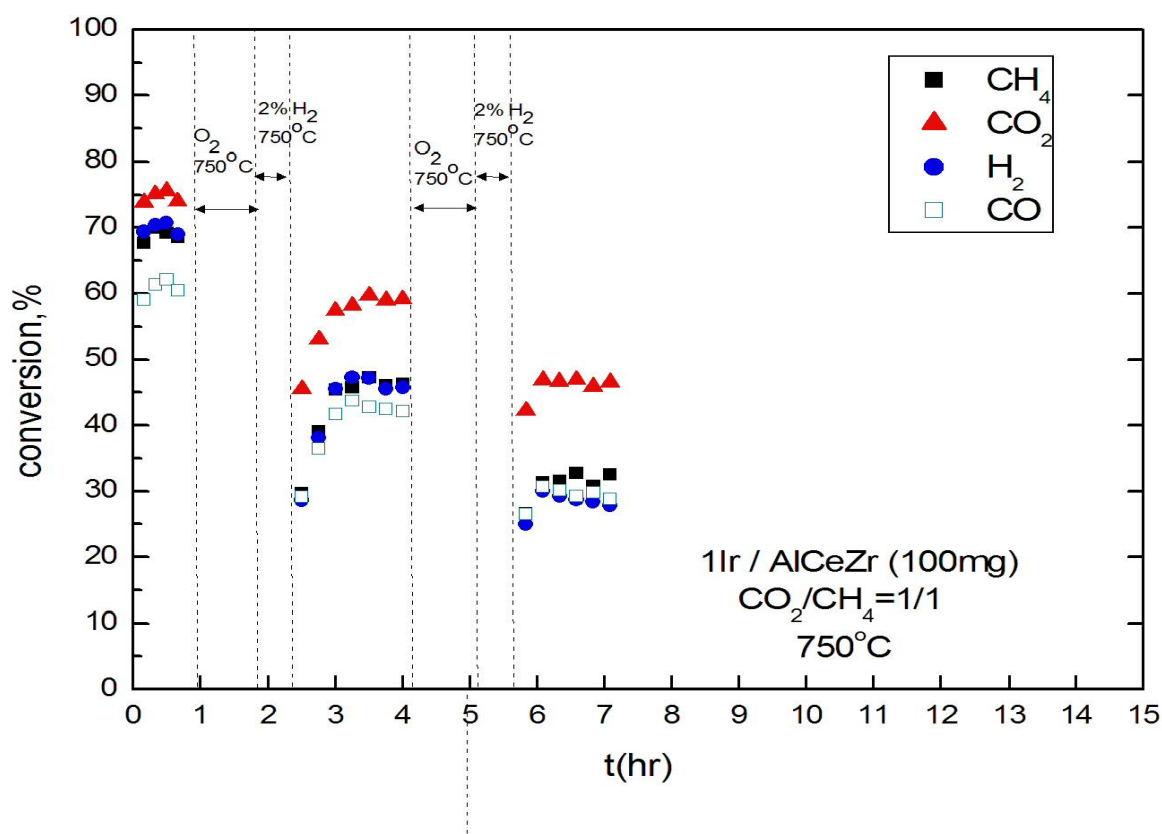 100
90
80
70
60
50
40
30
20
10
0
conversion,%
O₂
750°C
2% H₂
750°C
O₂
750°C
2% H₂
750°C
CH₄
CO₂
H₂
CO
1Ir / AlCeZr (100mg)
CO₂/CH₄=1/1
750°C
0 1 2 3 4 5 6 7 8 9 10 11 12 13 14 15
t(hr)